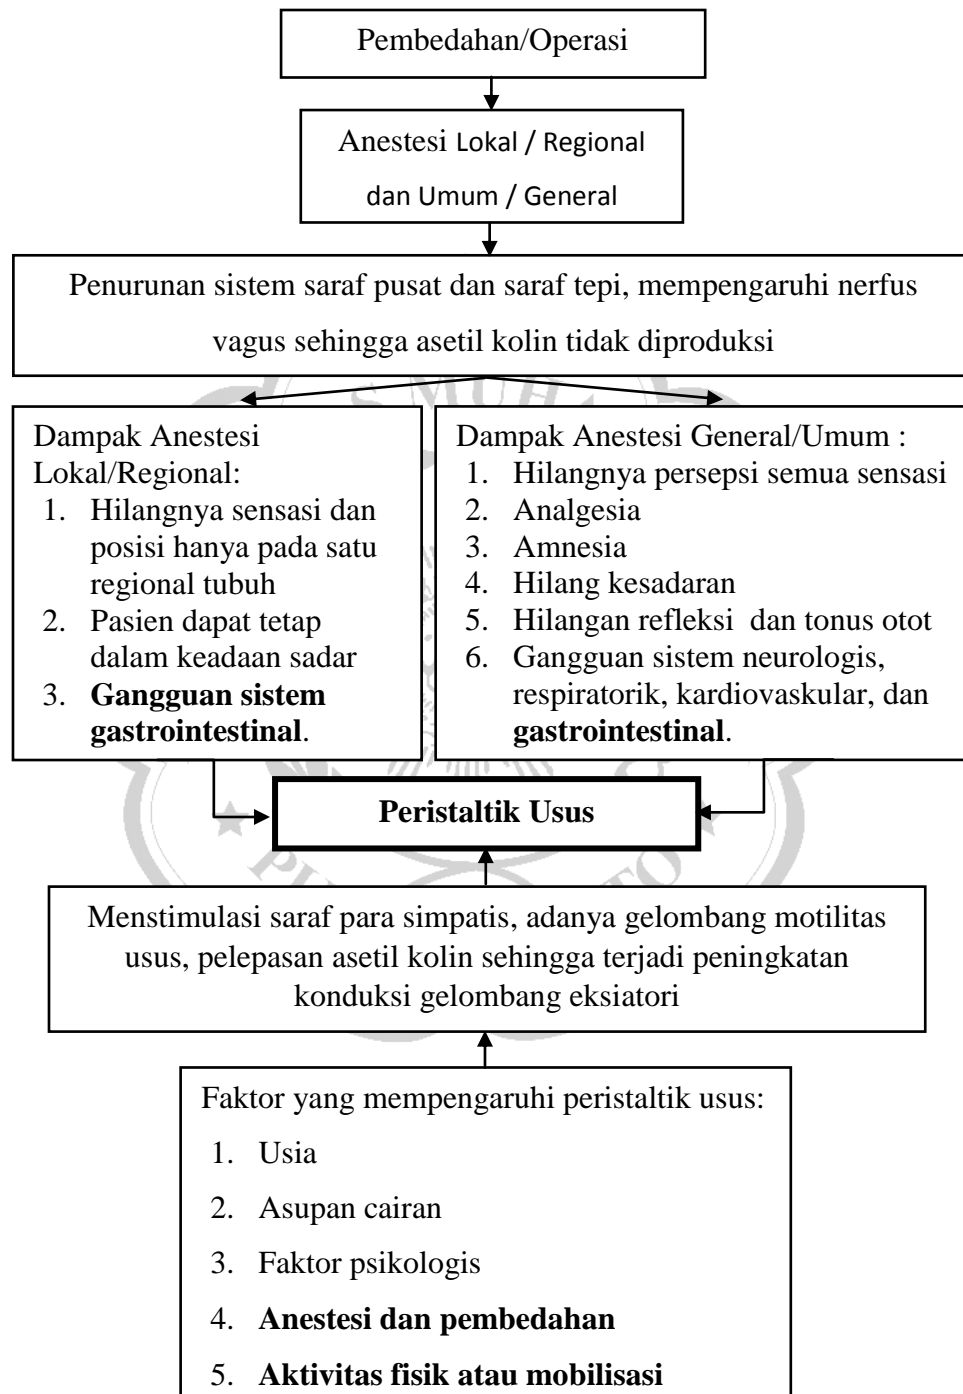 Pembedahan/Operasi
Anestesi Lokal / Regional
dan Umum / General
Penurunan sistem saraf pusat dan saraf tepi, mempengaruhi nerfus
vagus sehingga asetil kolin tidak diproduksi
Dampak Anestesi
Lokal/Regional:
1. Hilangnya sensasi dan
posisi hanya pada satu
regional tubuh
2. Pasien dapat tetap
dalam keadaan sadar
3. Gangguan sistem
gastrointestinal.
Dampak Anestesi General/Umum :
1. Hilangnya persepsi semua sensasi
2. Analgesia
3. Amnesia
4. Hilang kesadaran
5. Hilangan refleksi dan tonus otot
6. Gangguan sistem neurologis,
respiratorik, kardiovaskular, dan
gastrointestinal.
Peristaltik Usus
Menstimulasi saraf para simpatis, adanya gelombang motilitas
usus, pelepasan asetil kolin sehingga terjadi peningkatan
konduksi gelombang eksiatori
Faktor yang mempengaruhi peristaltik usus:
1. Usia
2. Asupan cairan
3. Faktor psikologis
4. Anestesi dan pembedahan
5. Aktivitas fisik atau mobilisasi